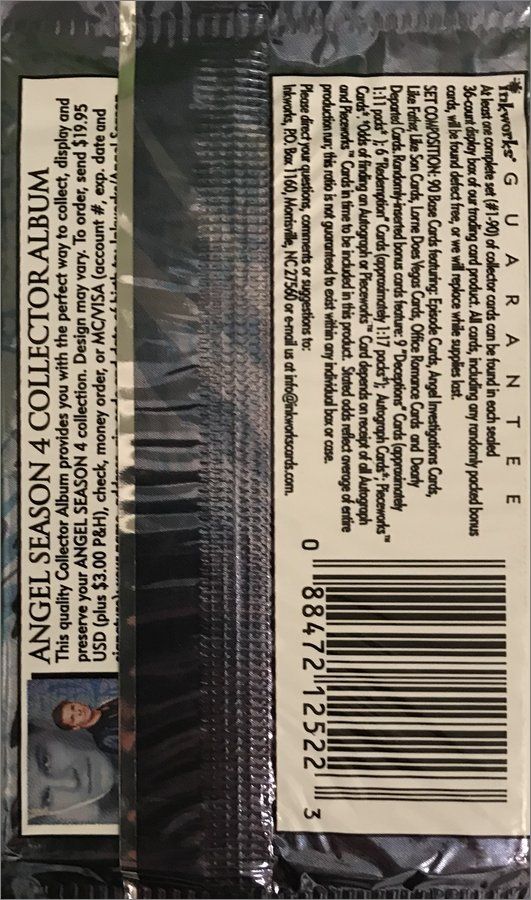 Inkworks® GUARANTEE
At least one complete set (#1-90) of collector cards can be found in each sealed
36-count display box of our trading card product. All cards, including any randomly packed bonus
cards, will be found defect free, or we will replace while supplies last.
SET COMPOSITION: 90 Base Cards featuring: Episode Cards, Angel Investigations Cards,
Like Father, Like Son Cards, Lorne Does Vegas Cards, Office Romance Cards and Dearly
Departed Cards. Randomly-inserted bonus cards feature: 9 "Deceptions" Cards (approximately
1:11 packs*); 6 "Redemption" Cards (approximately 1:17 packs*); Autograph Cards*; Pieceworks™
Cards*. *Odds of finding an Autograph or Pieceworks™ Card depends on receipt of all Autograph
and Pieceworks™ Cards in time to be included in this product. Stated odds reflect average of entire
production run; this ratio is not guaranteed to exist within any individual box or case.
Please direct your questions, comments or suggestions to:
Inkworks, P.O. Box 1160, Morrisville, NC 27560 or e-mail us at info@inkworkscards.com.
0 88472 12522 3
ANGEL SEASON 4 COLLECTOR ALBUM
This quality Collector Album provides you with the perfect way to collect, display and
preserve your ANGEL SEASON 4 collection. Design may vary. To order, send $19.95
USD (plus $3.00 P&H), check, money order, or MC/VISA (account #, exp. date and